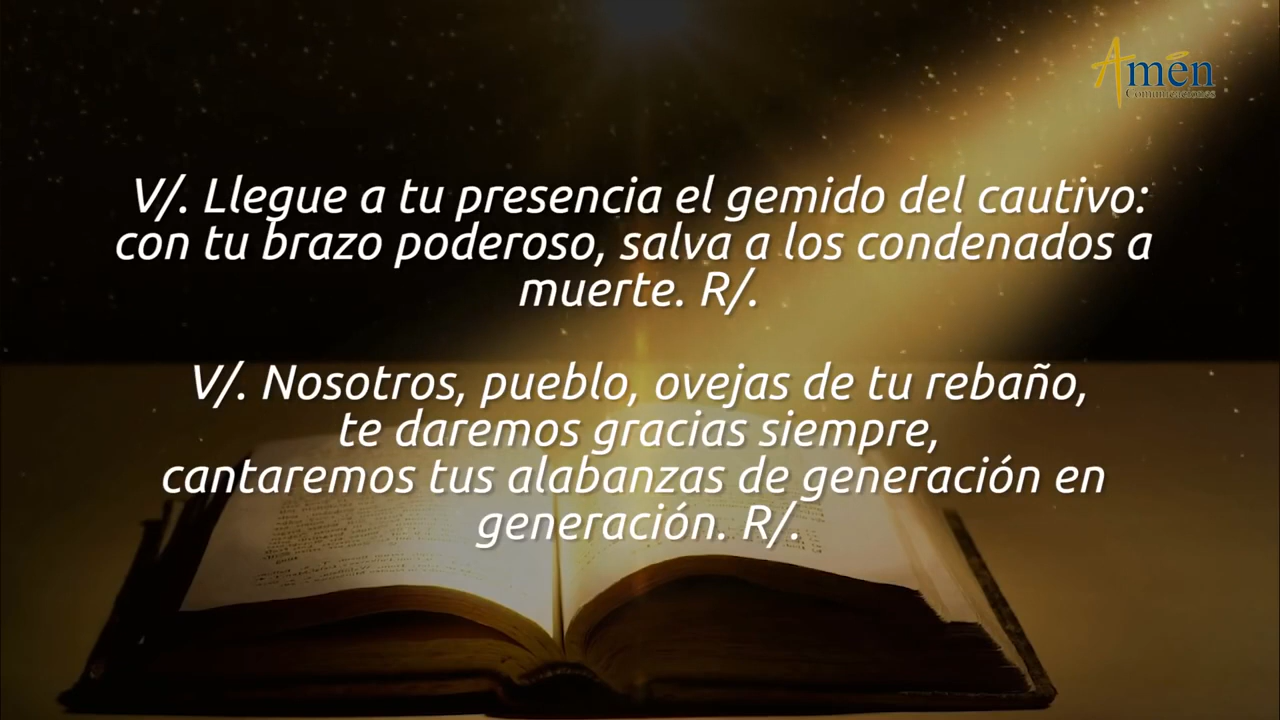 Amén
Comunicaciones
V/. Llegue a tu presencia el gemido del cautivo:
con tu brazo poderoso, salva a los condenados a
muerte. R/.
V/. Nosotros, pueblo, ovejas de tu rebaño,
te daremos gracias siempre,
cantaremos tus alabanzas de generación en
generación. R/.